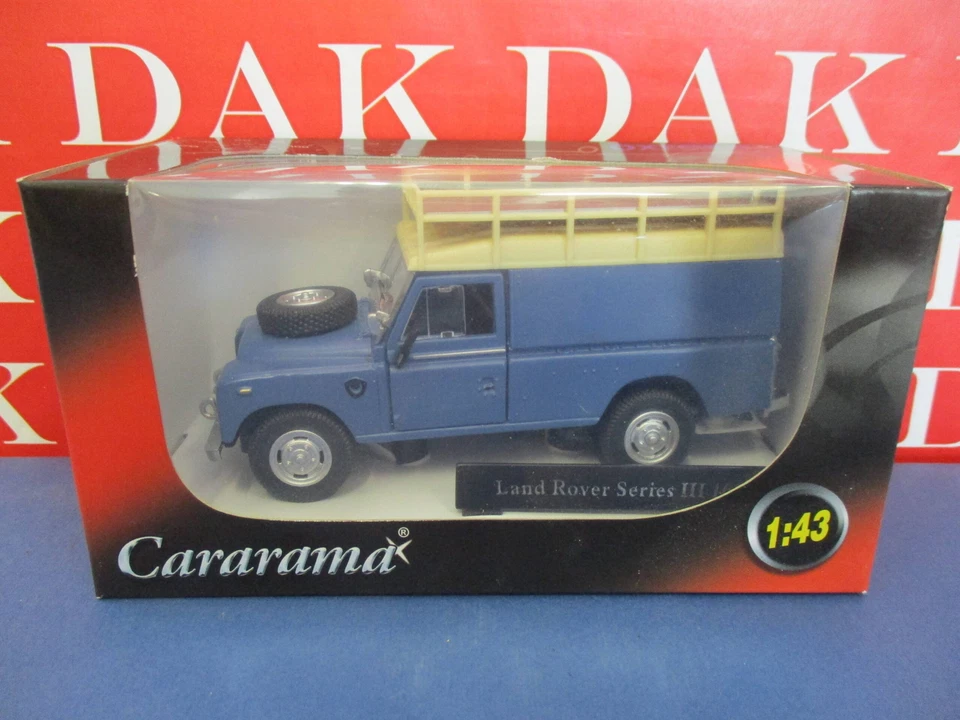 DAK DAK
Land Rover Series III
Cararama®
1:43